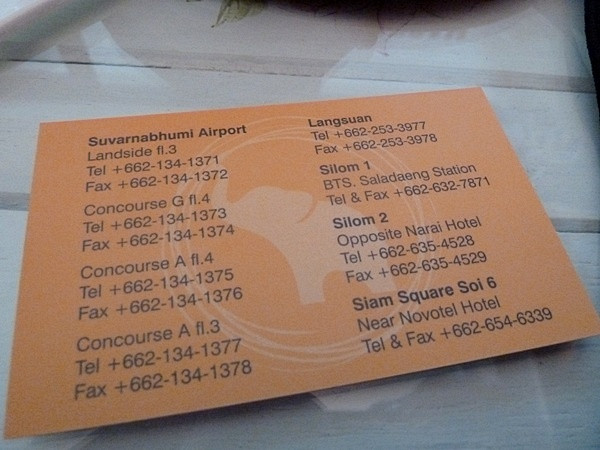 Suvarnabhumi Airport
Landside fl.3
Tel +662-134-1371
Fax +662-134-1372
Concourse G fl.4
Tel +662-134-1373
Fax +662-134-1374
Concourse A fl.4
Tel +662-134-1375
Fax +662-134-1376
Concourse A fl.3
Tel +662-134-1377
Fax +662-134-1378
Langsuan
Tel +662-253-3977
Fax +662-253-3978
Silom 1
BTS. Saladaeng Station
Tel & Fax +662-632-7871
Silom 2
Opposite Narai Hotel
Tel +662-635-4528
Fax +662-635-4529
Siam Square Soi 6
Near Novotel Hotel
Tel & Fax +662-654-6339